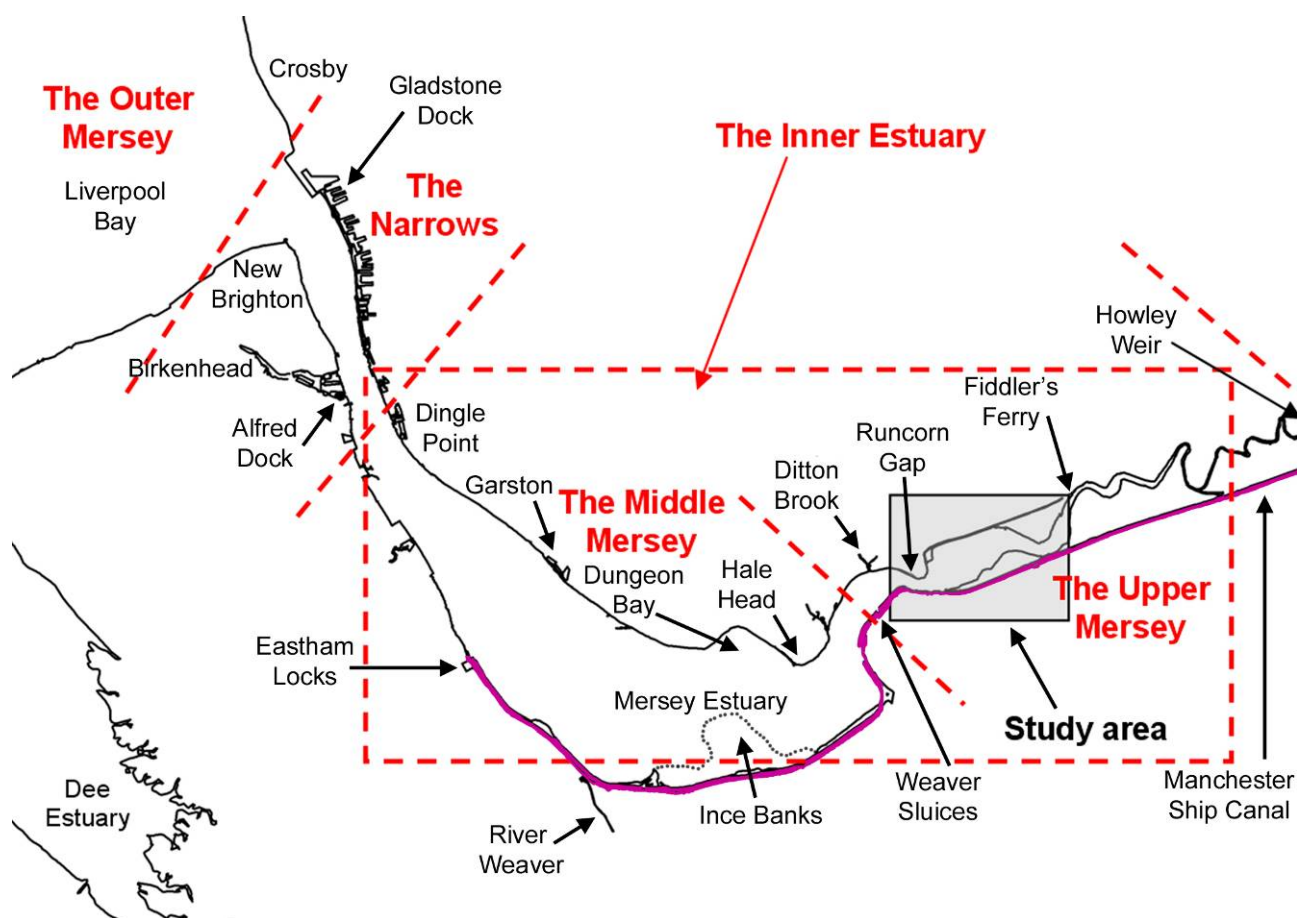 Crosby
The Outer
Mersey
Gladstone
Dock
The Inner Estuary
Liverpool
Bay
The
Narrows
New
Brighton
Howley
Weir
Birkenhead
Fiddler's
Ferry
Alfred
Dock
Dingle
Point
Runcorn
Gap
Ditton
Brook
Garston
The Middle
Mersey
Dungeon
Bay
Hale
Head
The Upper
Mersey
Eastham
Locks
Mersey Estuary
Study area
Dee
Estuary
River
Weaver
Ince Banks
Weaver
Sluices
Manchester
Ship Canal